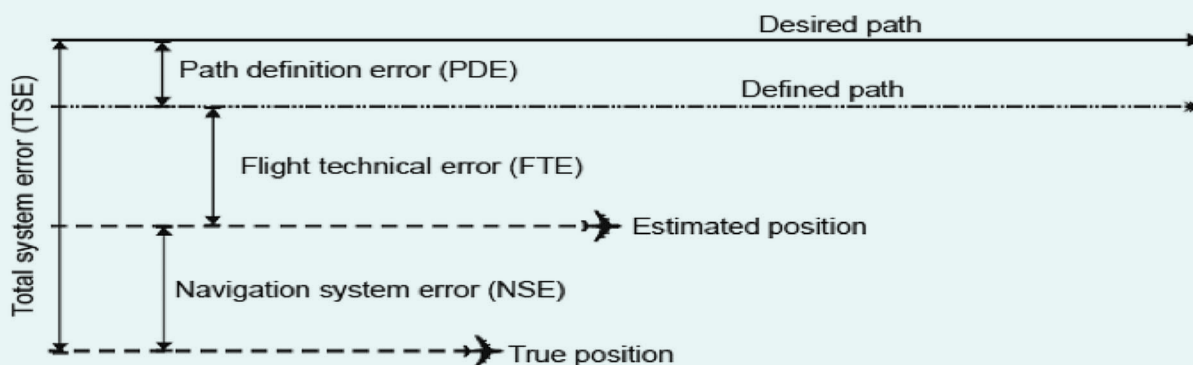 Desired path
Path definition error (PDE)
Defined path
Total system error (TSE)
Flight technical error (FTE)
Estimated position
Navigation system error (NSE)
True position